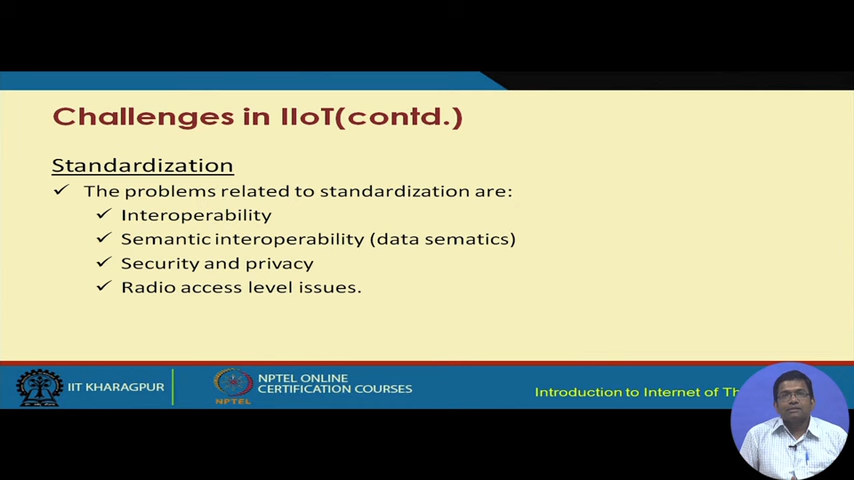 Challenges in IIoT(contd.)
Standardization
The problems related to standardization are:
Interoperability
Semantic interoperability (data sematics)
Security and privacy
Radio access level issues.
IIT KHARAGPUR
NPTEL
NPTEL ONLINE
CERTIFICATION COURSES
Introduction to Internet of